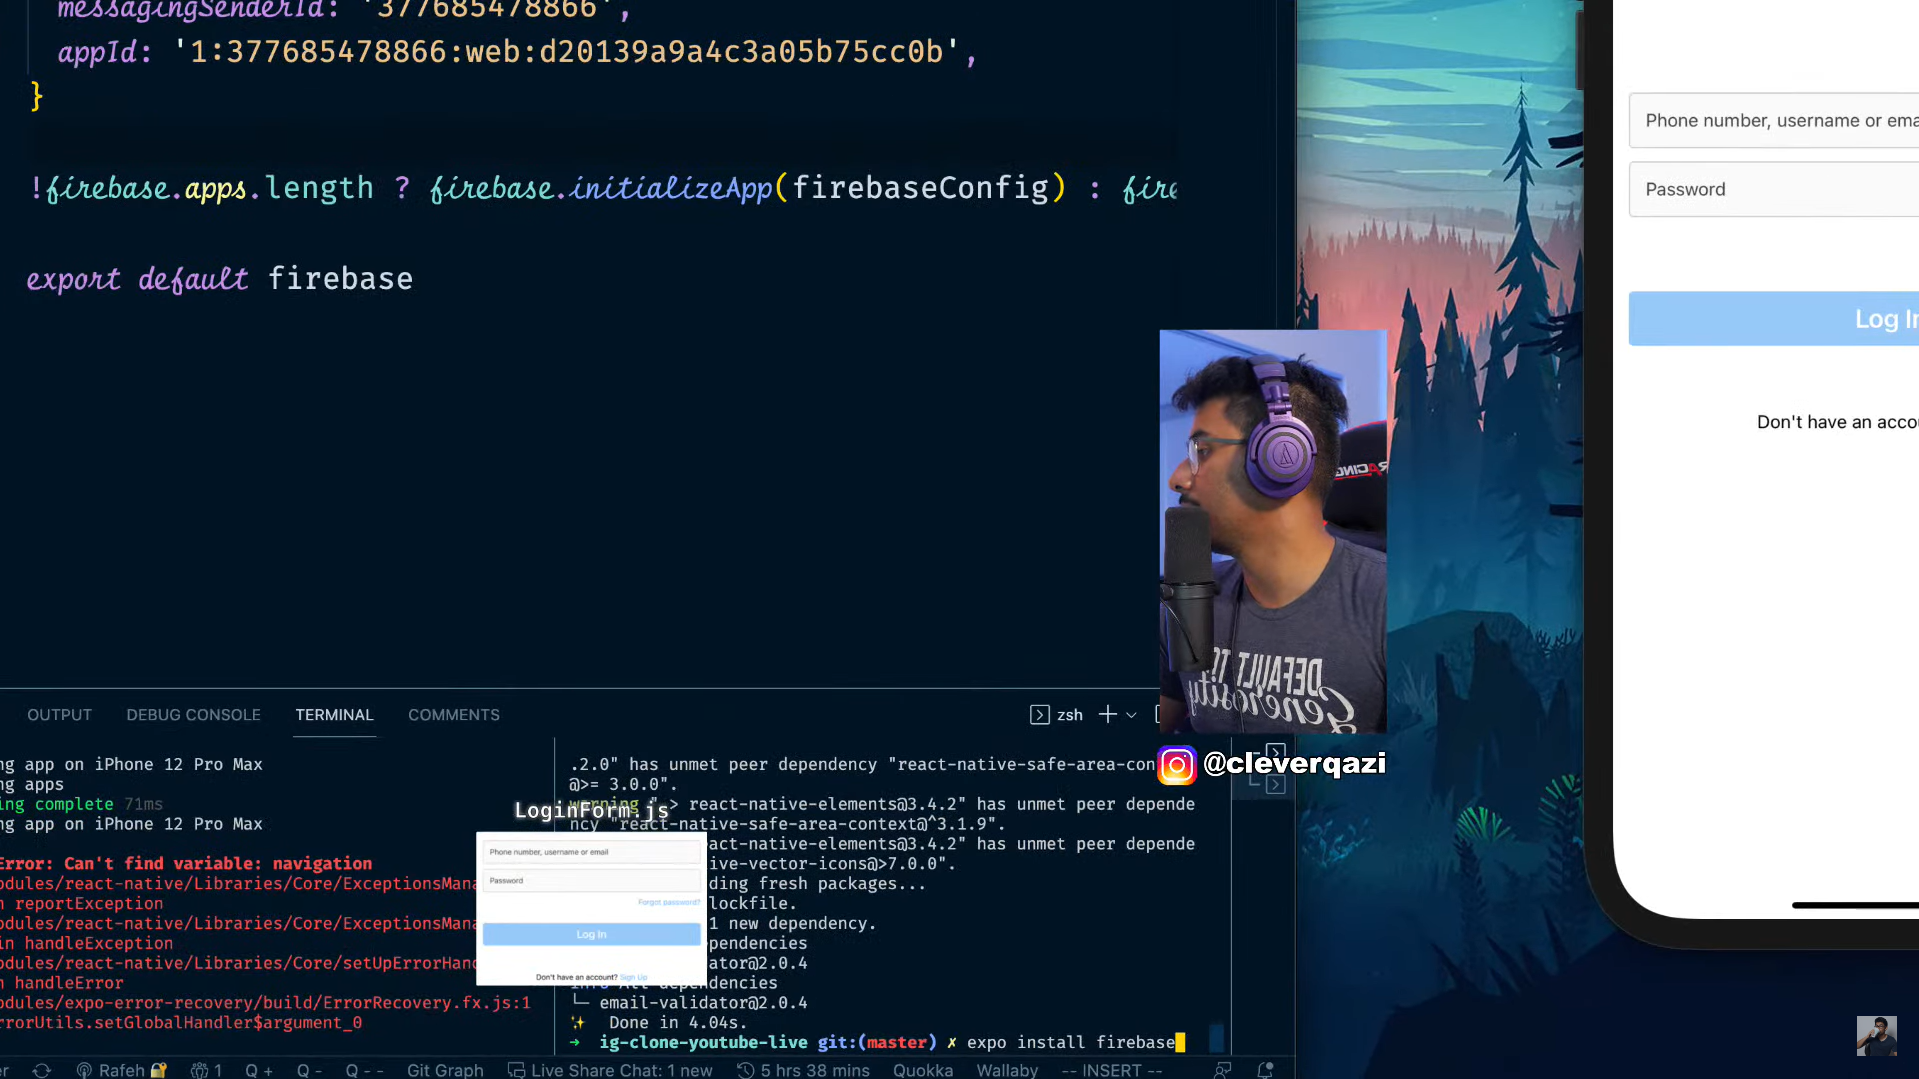 messagingSenderId: '377685478866',
appId: '1:377685478866:web:d20139a9a4c3a05b75cc0b',
}
!firebase.apps.length ? firebase.initializeApp(firebaseConfig) : fire
export default firebase
Phone number, username or ema
Password
Log In
Don't have an accou
RACING
DEFAULT TO
Generosity
@cleverqazi
OUTPUT
DEBUG CONSOLE
TERMINAL
COMMENTS
zsh
ng app on iPhone 12 Pro Max
ng apps
ing complete 71ms
ng app on iPhone 12 Pro Max
Error: Can't find variable: navigation
odules/react-native/Libraries/Core/ExceptionsMana
n reportException
odules/react-native/Libraries/Core/ExceptionsMana
in handleException
odules/react-native/Libraries/Core/setUpErrorHand
n handleError
odules/expo-error-recovery/build/ErrorRecovery.fx.js:1
rrorUtils.setGlobalHandler$argument_0
LoginForm.js
Phone number, username or email
Password
Forgot password?
Log In
Don't have an account? Sign Up
.2.0" has unmet peer dependency "react-native-safe-area-con
@>= 3.0.0".
warning " > react-native-elements@3.4.2" has unmet peer depende
ncy "react-native-safe-area-context@^3.1.9".
act-native-elements@3.4.2" has unmet peer depende
ive-vector-icons@>7.0.0".
ding fresh packages...
lockfile.
1 new dependency.
pendencies
ator@2.0.4
info All dependencies
└─ email-validator@2.0.4
✨ Done in 4.04s.
➜ ig-clone-youtube-live git:(master) ✗ expo install firebase
Rafeh 🔐
1
Q +
Q -
Q --
Git Graph
Live Share Chat: 1 new
5 hrs 38 mins
Quokka
Wallaby
-- INSERT --